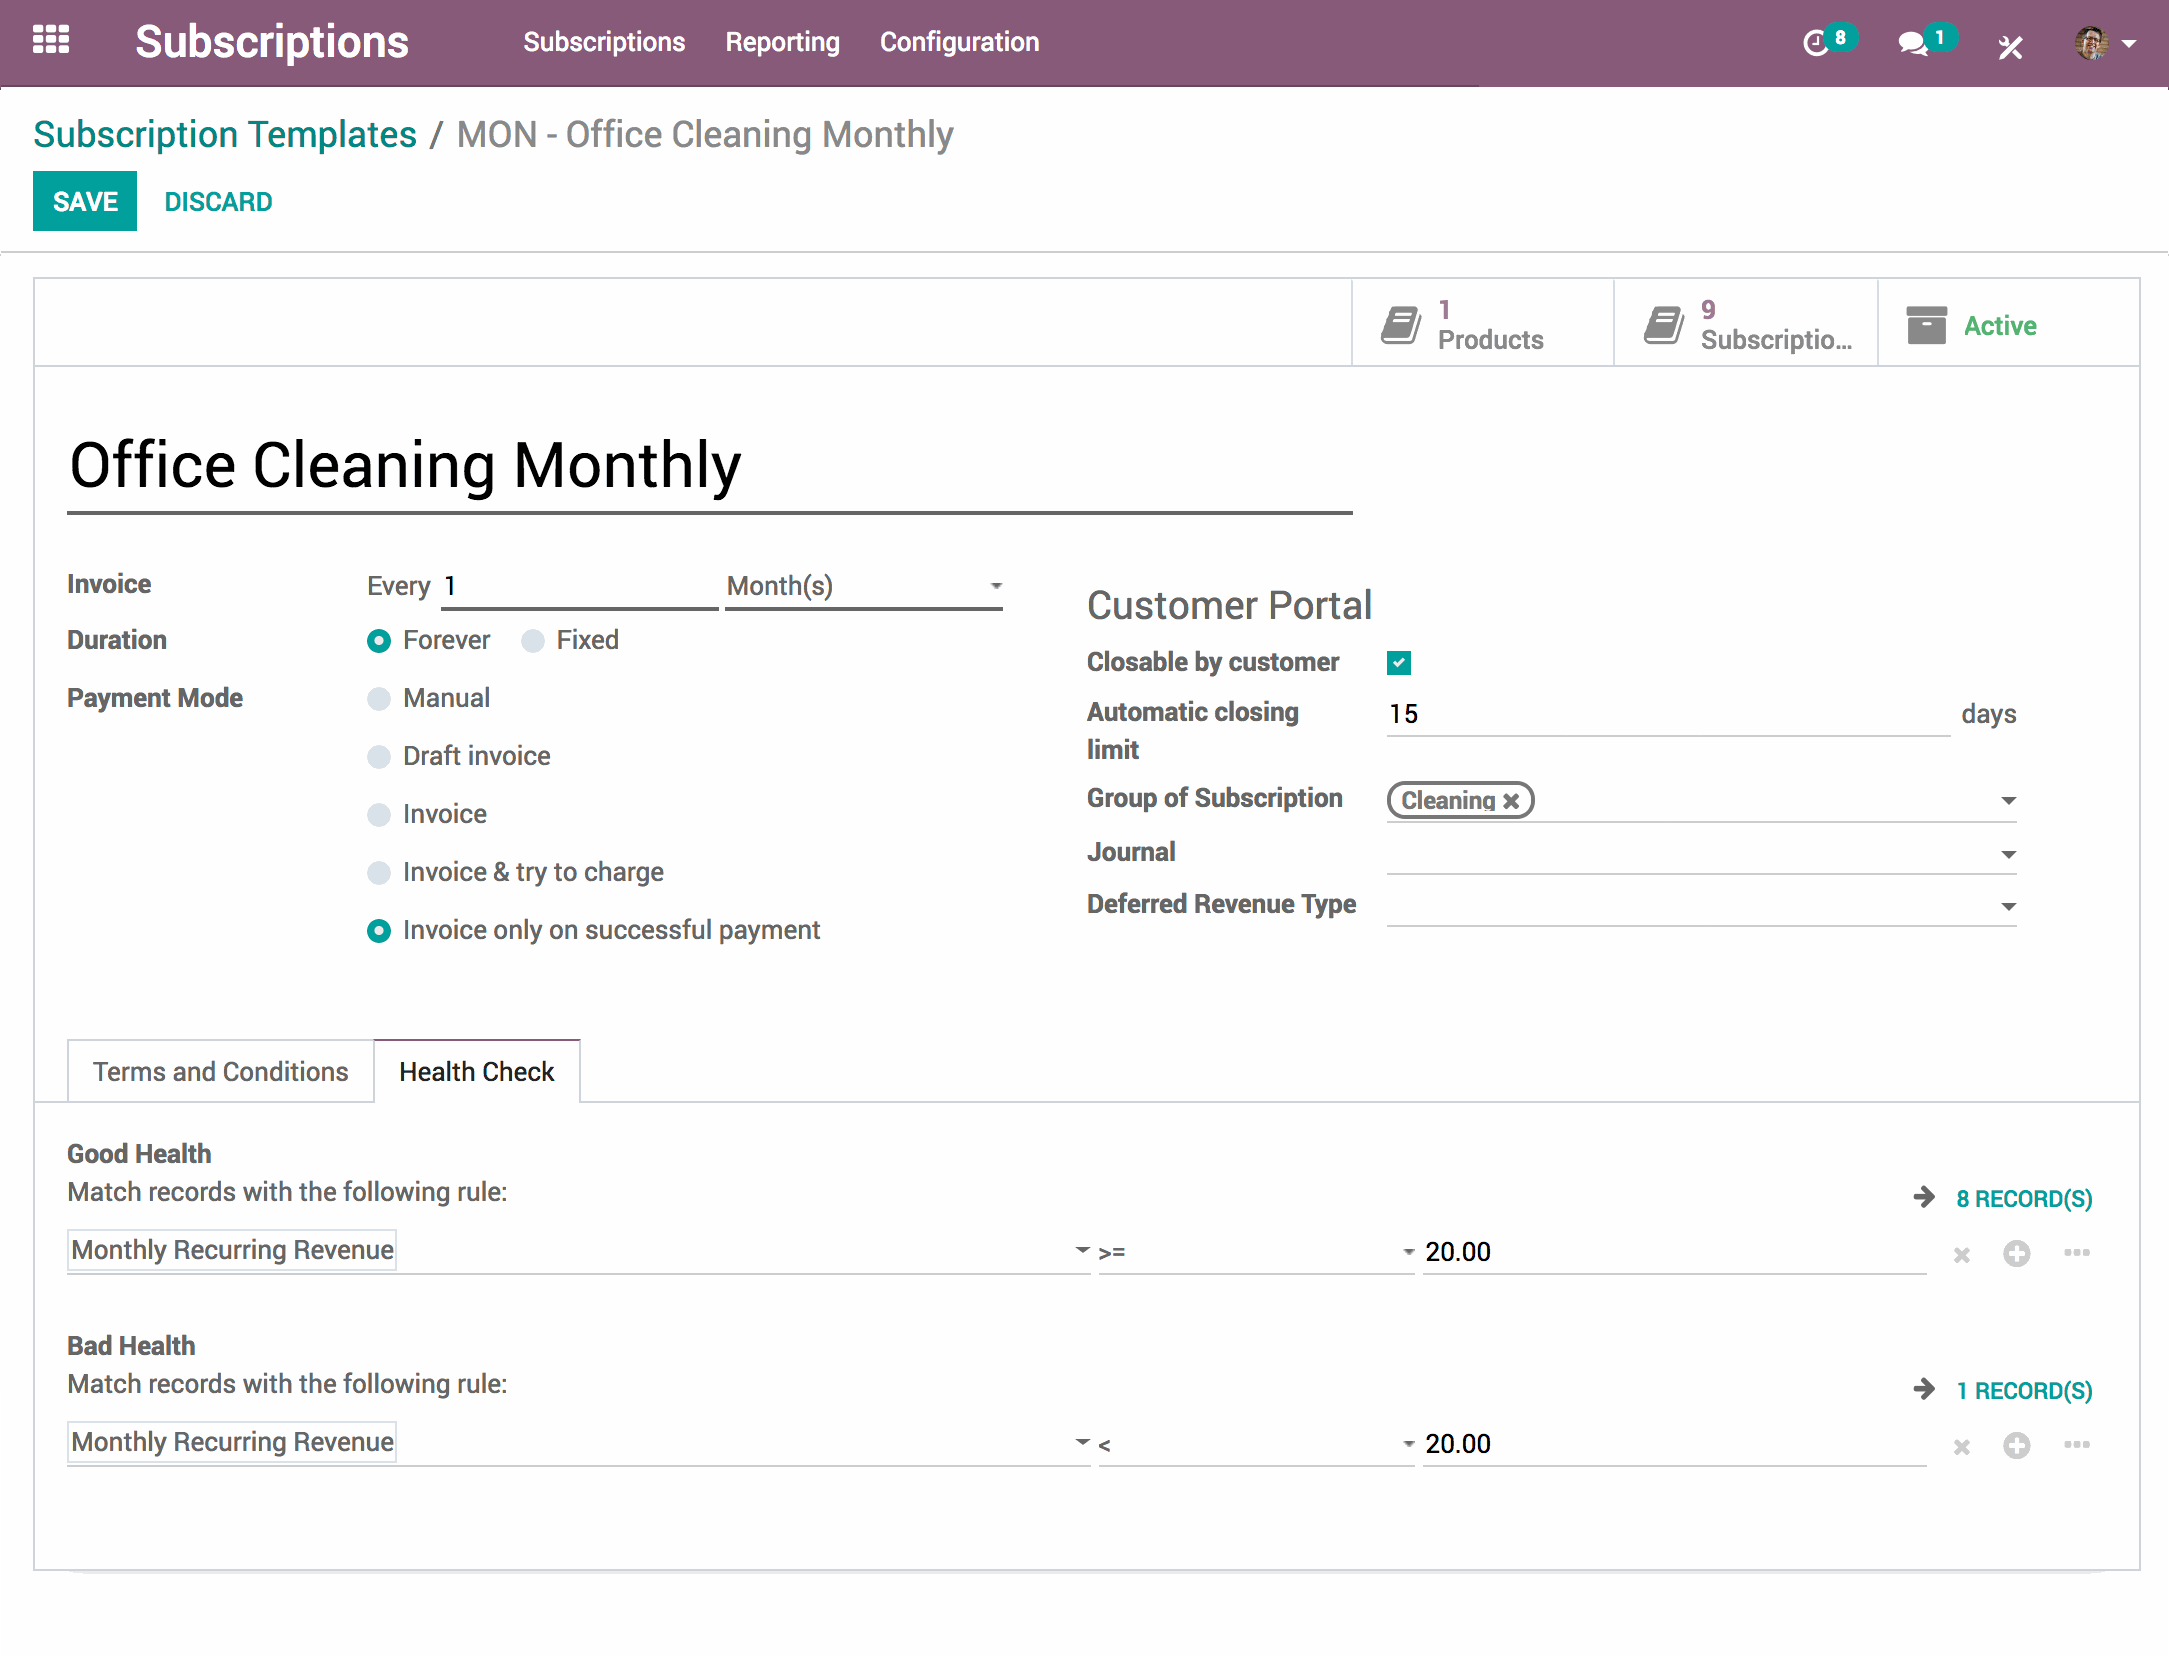 Subscriptions Subscriptions Reporting Configuration 8 1
Subscription Templates / MON - Office Cleaning Monthly
SAVE DISCARD
1 Products
9 Subscriptio...
Active
Office Cleaning Monthly
Invoice Every 1 Month(s)
Duration Forever Fixed
Payment Mode Manual
Draft invoice
Invoice
Invoice & try to charge
Invoice only on successful payment
Customer Portal
Closable by customer
Automatic closing limit 15 days
Group of Subscription Cleaning
Journal
Deferred Revenue Type
Terms and Conditions Health Check
Good Health
Match records with the following rule:
8 RECORD(S)
Monthly Recurring Revenue >= 20.00
Bad Health
Match records with the following rule:
1 RECORD(S)
Monthly Recurring Revenue < 20.00